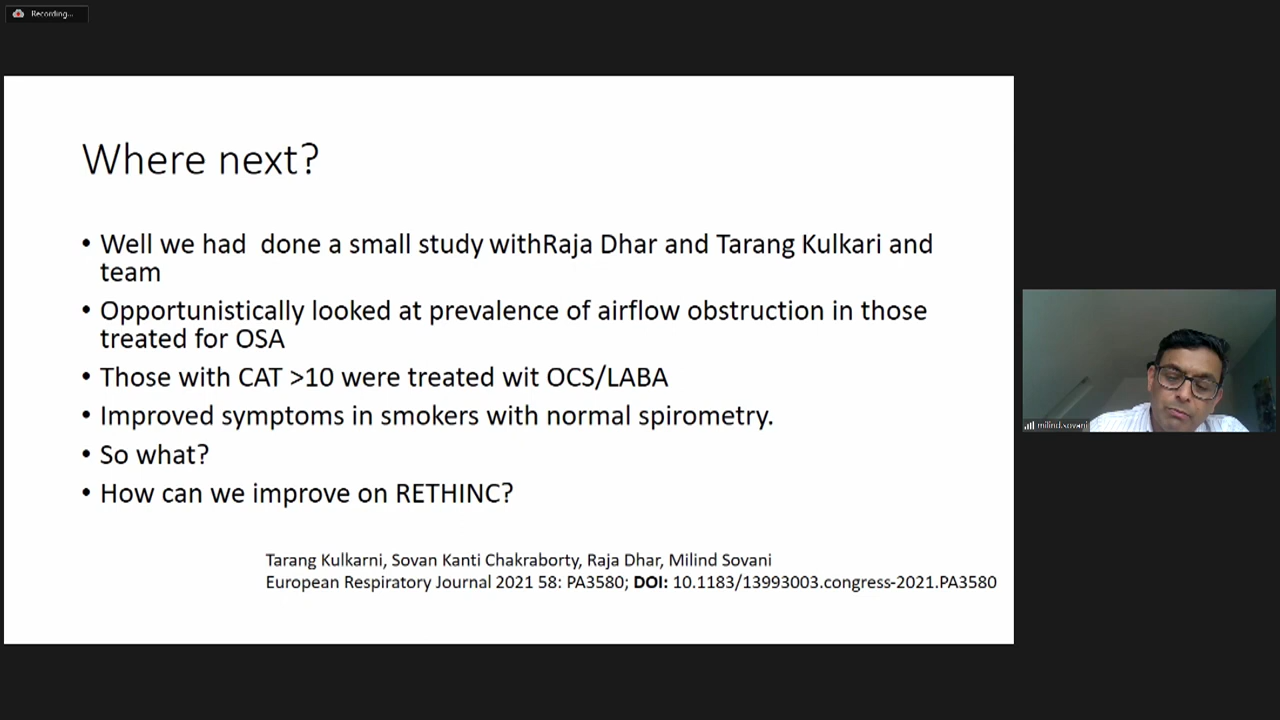 Recording...
Where next?
• Well we had done a small study withRaja Dhar and Tarang Kulkari and
team
• Opportunistically looked at prevalence of airflow obstruction in those
treated for OSA
• Those with CAT >10 were treated wit OCS/LABA
• Improved symptoms in smokers with normal spirometry.
• So what?
• How can we improve on RETHINC?
Tarang Kulkarni, Sovan Kanti Chakraborty, Raja Dhar, Milind Sovani
European Respiratory Journal 2021 58: PA3580; DOI: 10.1183/13993003.congress-2021.PA3580
milind.sovani